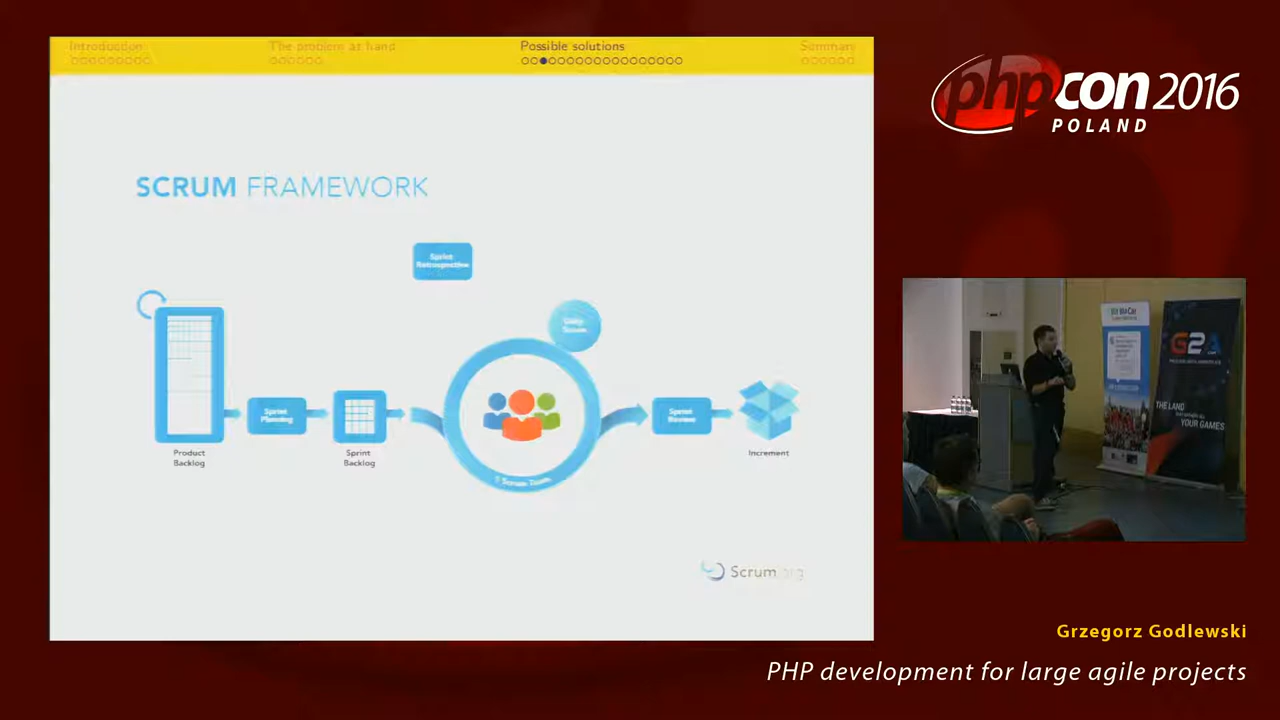 Introduction
The problem at hand
Possible solutions
Summary
SCRUM FRAMEWORK
Sprint
Retrospective
Daily
Scrum
Sprint
Planning
Sprint
Review
Scrum Team
Product
Backlog
Sprint
Backlog
Increment
Scrum.org
phpcon 2016
POLAND
G2A
THE LAND
YOUR GAMES
Grzegorz Godlewski
PHP development for large agile projects